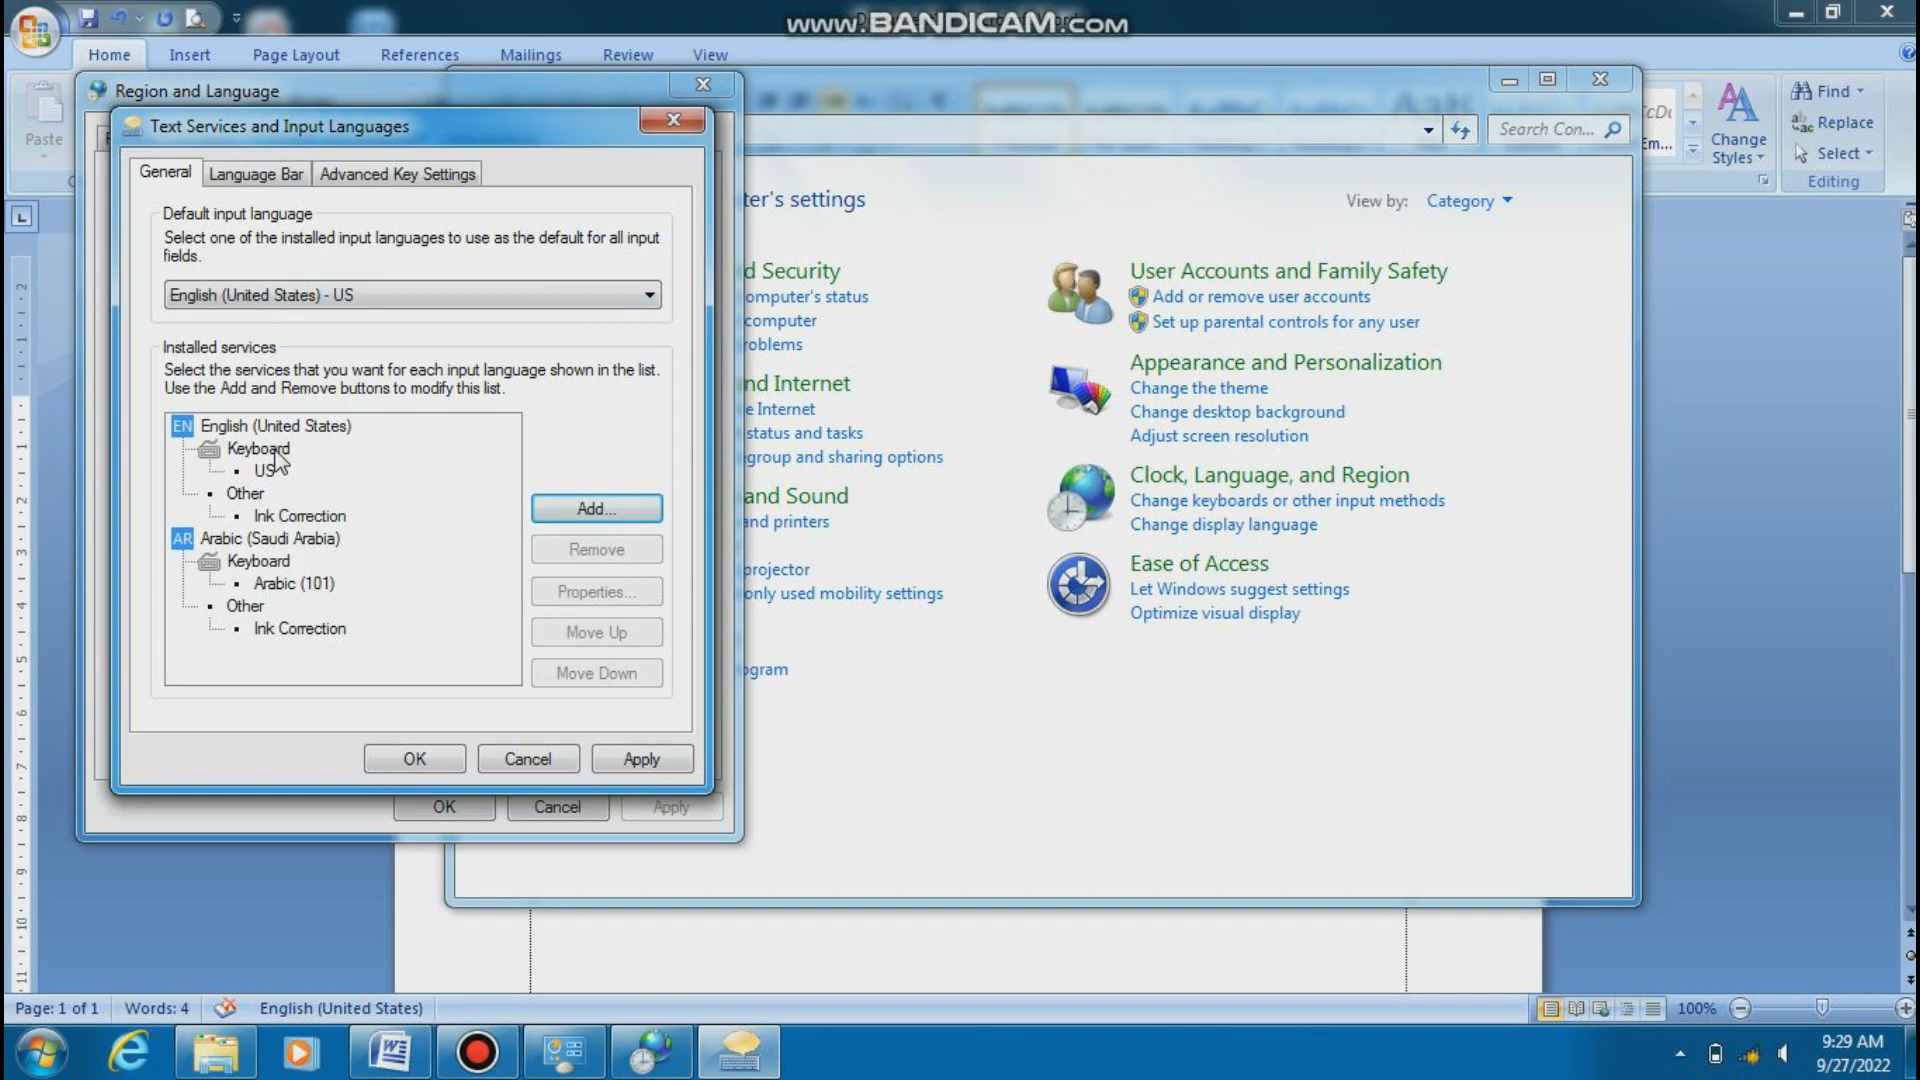 www.BANDICAM.com
Home
Insert
Page Layout
References
Mailings
Review
View
Paste
Change
Styles
Find
Replace
Select
Editing
Em...
Region and Language
Text Services and Input Languages
General
Language Bar
Advanced Key Settings
Default input language
Select one of the installed input languages to use as the default for all input
fields.
English (United States) - US
Installed services
Select the services that you want for each input language shown in the list.
Use the Add and Remove buttons to modify this list.
EN English (United States)
Keyboard
US
Other
Ink Correction
AR Arabic (Saudi Arabia)
Keyboard
Arabic (101)
Other
Ink Correction
Add...
Remove
Properties...
Move Up
Move Down
OK
Cancel
Apply
OK
Cancel
Apply
Search Con...
ter's settings
View by: Category
d Security
omputer's status
computer
roblems
nd Internet
e Internet
status and tasks
group and sharing options
and Sound
and printers
projector
only used mobility settings
ogram
User Accounts and Family Safety
Add or remove user accounts
Set up parental controls for any user
Appearance and Personalization
Change the theme
Change desktop background
Adjust screen resolution
Clock, Language, and Region
Change keyboards or other input methods
Change display language
Ease of Access
Let Windows suggest settings
Optimize visual display
Page: 1 of 1
Words: 4
English (United States)
100%
9:29 AM
9/27/2022